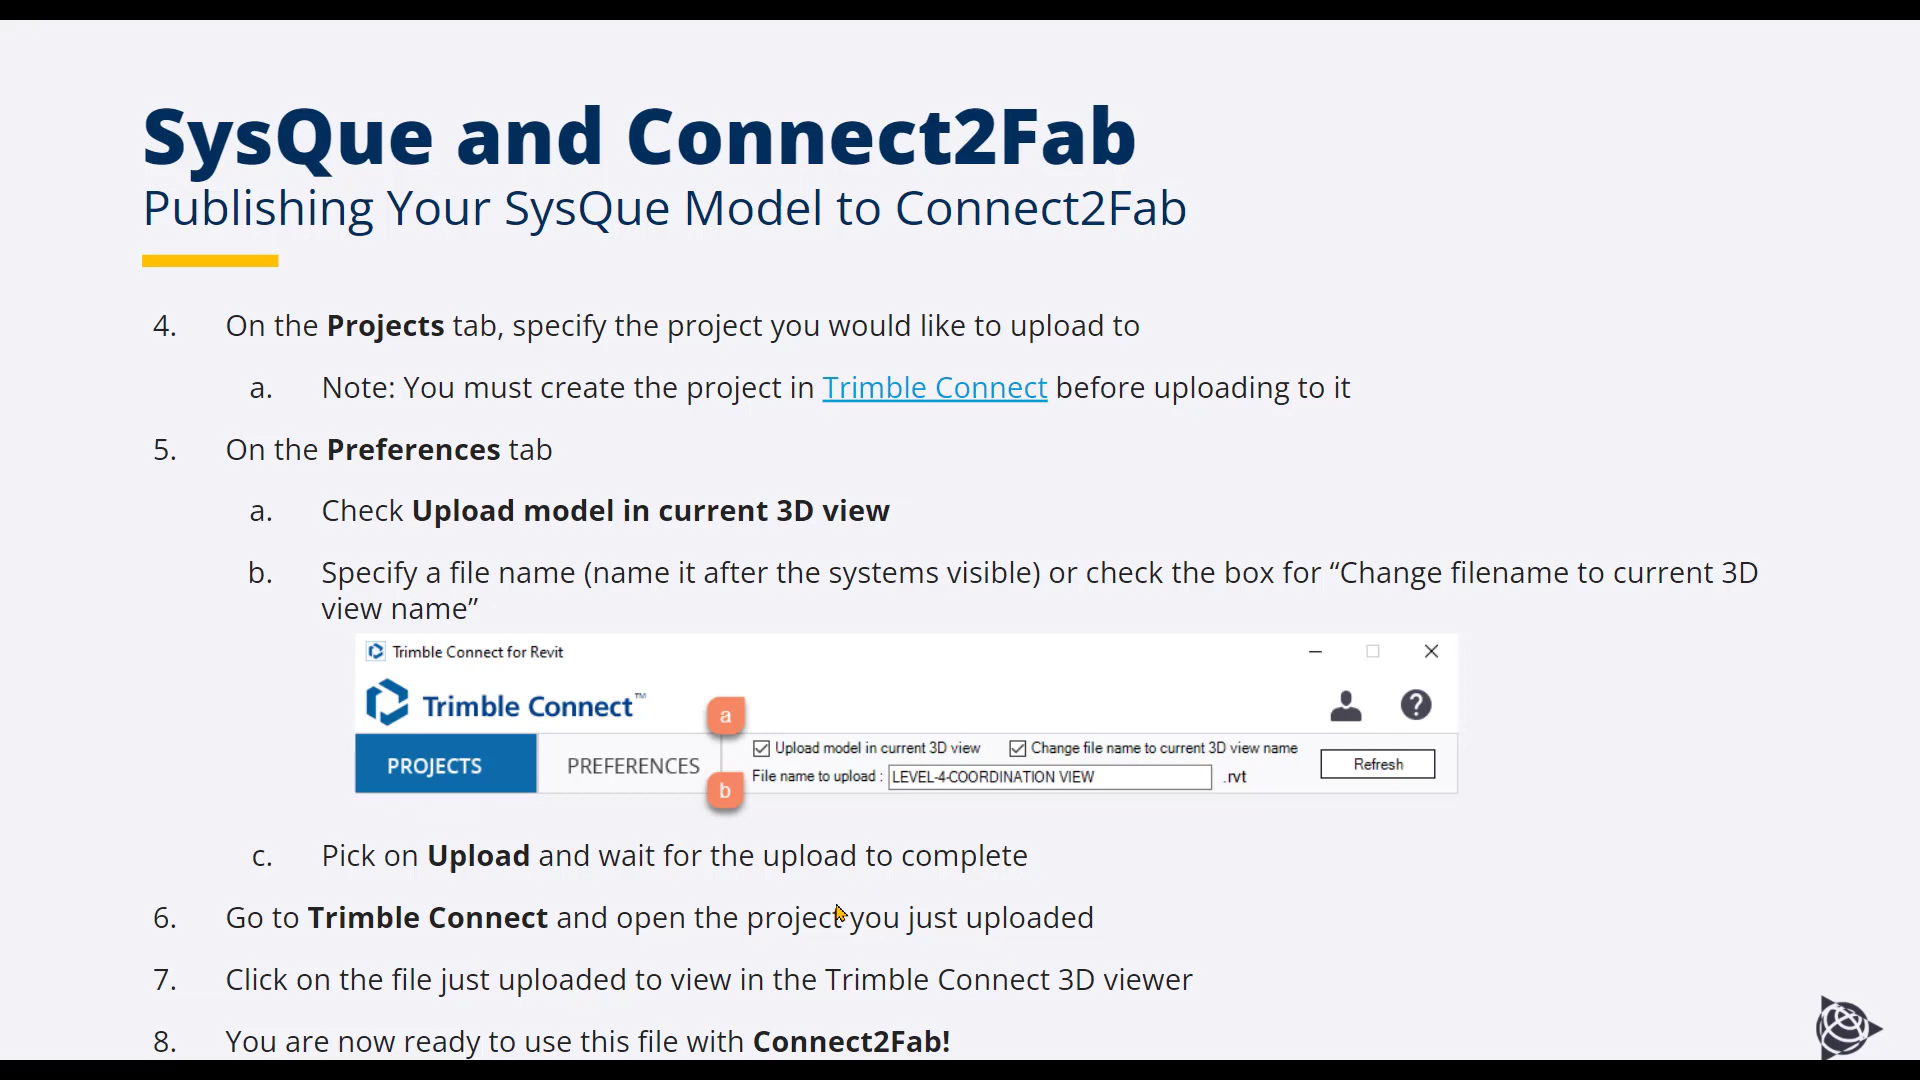 SysQue and Connect2Fab
Publishing Your SysQue Model to Connect2Fab
4. On the Projects tab, specify the project you would like to upload to
a. Note: You must create the project in Trimble Connect before uploading to it
5. On the Preferences tab
a. Check Upload model in current 3D view
b. Specify a file name (name it after the systems visible) or check the box for “Change filename to current 3D
view name”
Trimble Connect for Revit
Trimble Connect™
a
PROJECTS PREFERENCES
Upload model in current 3D view Change file name to current 3D view name
Refresh
b
File name to upload : LEVEL-4-COORDINATION VIEW .rvt
c. Pick on Upload and wait for the upload to complete
6. Go to Trimble Connect and open the project you just uploaded
7. Click on the file just uploaded to view in the Trimble Connect 3D viewer
8. You are now ready to use this file with Connect2Fab!